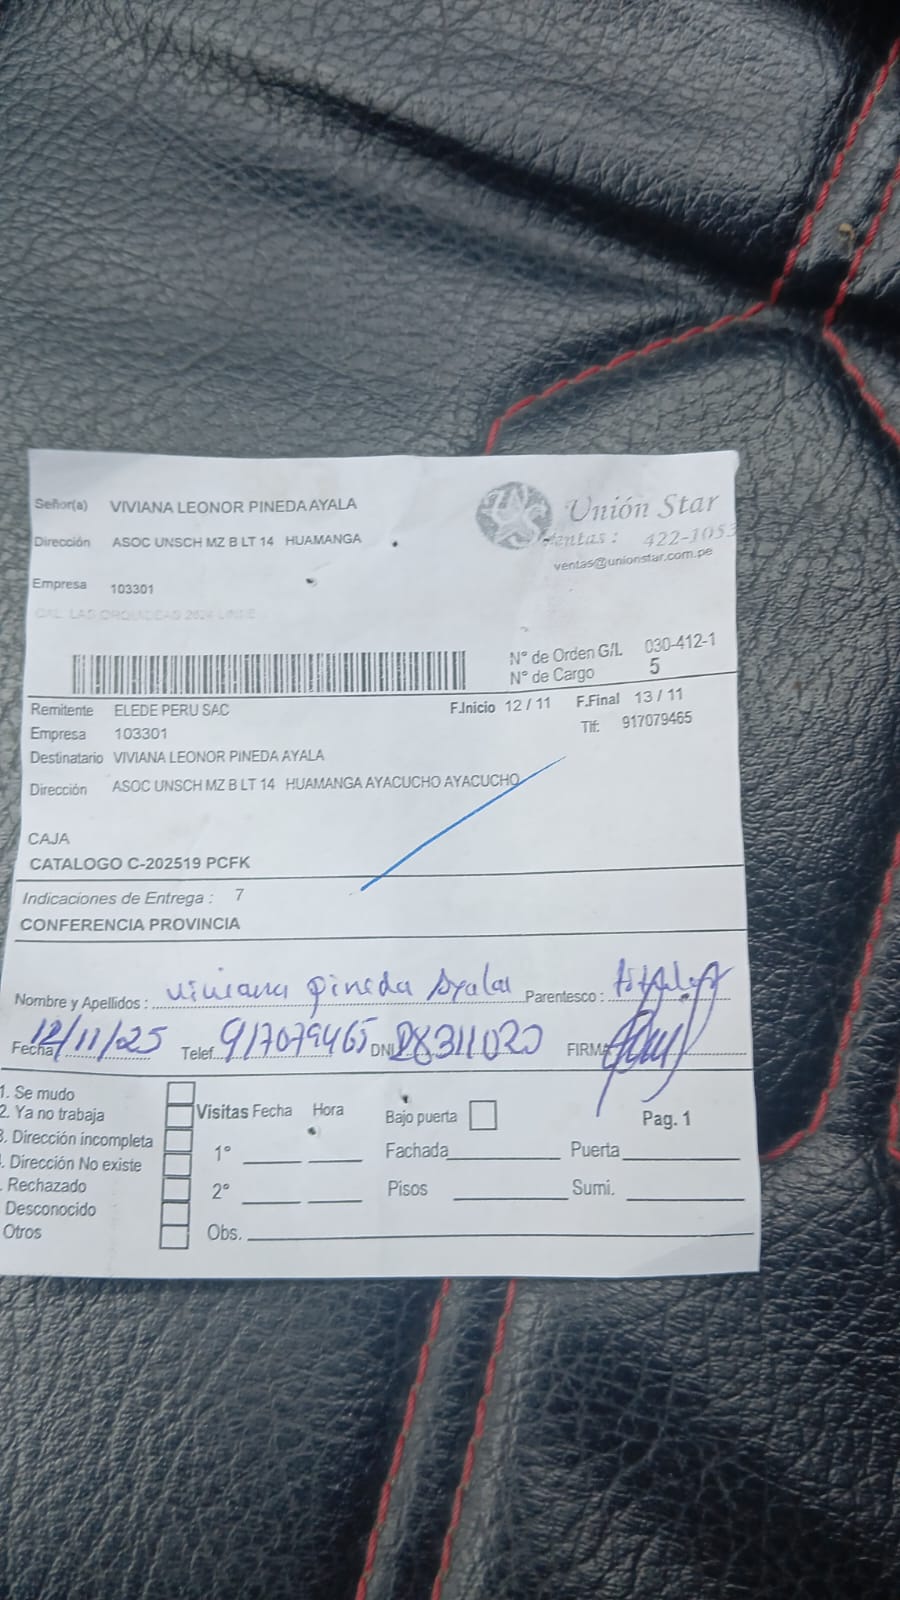 Señor(a) VIVIANA LEONOR PINEDA AYALA
Unión Star
Dirección ASOC UNSCH MZ B LT 14 HUAMANGA
Ventas : 422-1053
ventas@unionstar.com.pe
Empresa 103301
N° de Orden G/L 030-412-1
N° de Cargo 5
Remitente ELEDE PERU SAC F.Inicio 12 / 11 F.Final 13 / 11
Empresa 103301 Tlf: 917079465
Destinatario VIVIANA LEONOR PINEDA AYALA
Dirección ASOC UNSCH MZ B LT 14 HUAMANGA AYACUCHO AYACUCHO
CAJA
CATALOGO C-202519 PCFK
Indicaciones de Entrega : 7
CONFERENCIA PROVINCIA
Nombre y Apellidos : Viviana Pineda Ayala Parentesco :
Fecha 12/11/25 Telef. 917079465 DNI 28311020 FIRMA
1. Se mudo
2. Ya no trabaja
3. Dirección incompleta
. Dirección No existe
. Rechazado
Desconocido
Otros
Visitas Fecha Hora Bajo puerta Pag. 1
1° Fachada Puerta
2° Pisos Sumi.
Obs.